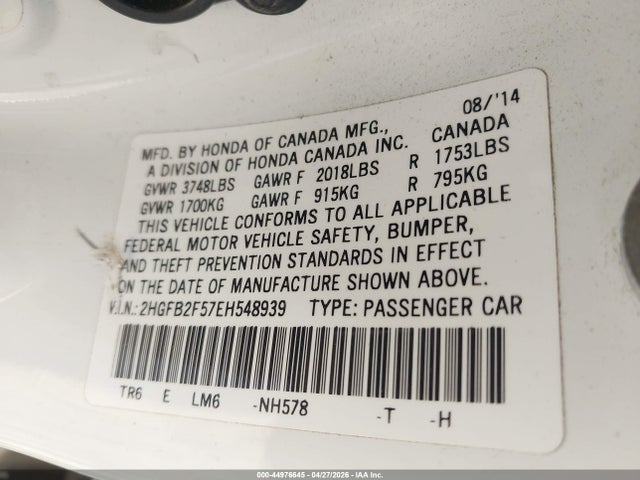 08/'14
MFD. BY HONDA OF CANADA MFG.,
A DIVISION OF HONDA CANADA INC. CANADA
GVWR 3748LBS GAWR F 2018LBS R 1753LBS
GVWR 1700KG GAWR F 915KG R 795KG
THIS VEHICLE CONFORMS TO ALL APPLICABLE
FEDERAL MOTOR VEHICLE SAFETY, BUMPER,
AND THEFT PREVENTION STANDARDS IN EFFECT
ON THE DATE OF MANUFACTURE SHOWN ABOVE.
V.I.N.: 2HGFB2F57EH548939 TYPE: PASSENGER CAR
TR6 E LM6 -NH578 -T -H
000-44976645 04/27/2026 IAA Inc.